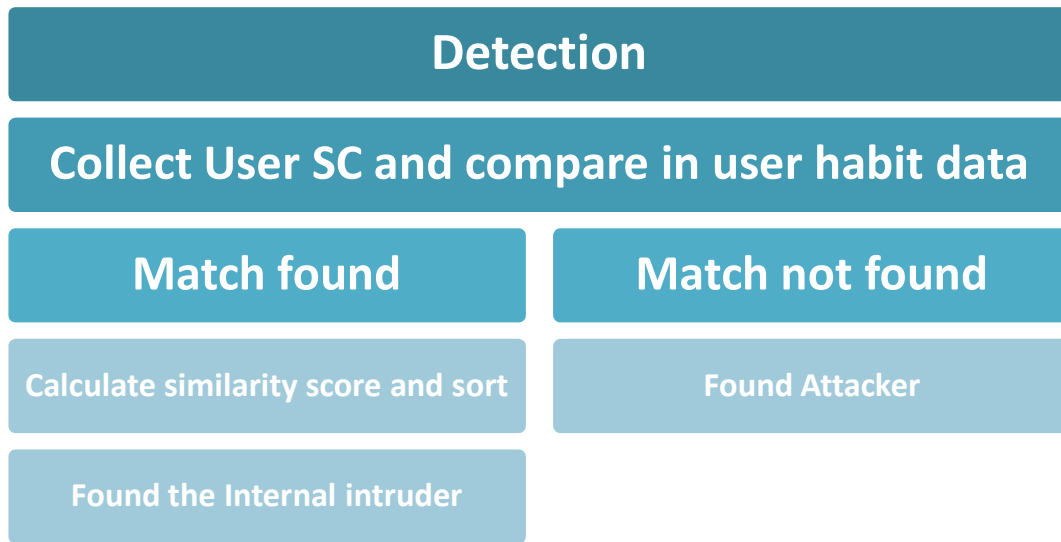 Detection
Collect User SC and compare in user habit data
Match found
Match not found
Calculate similarity score and sort
Found Attacker
Found the Internal intruder